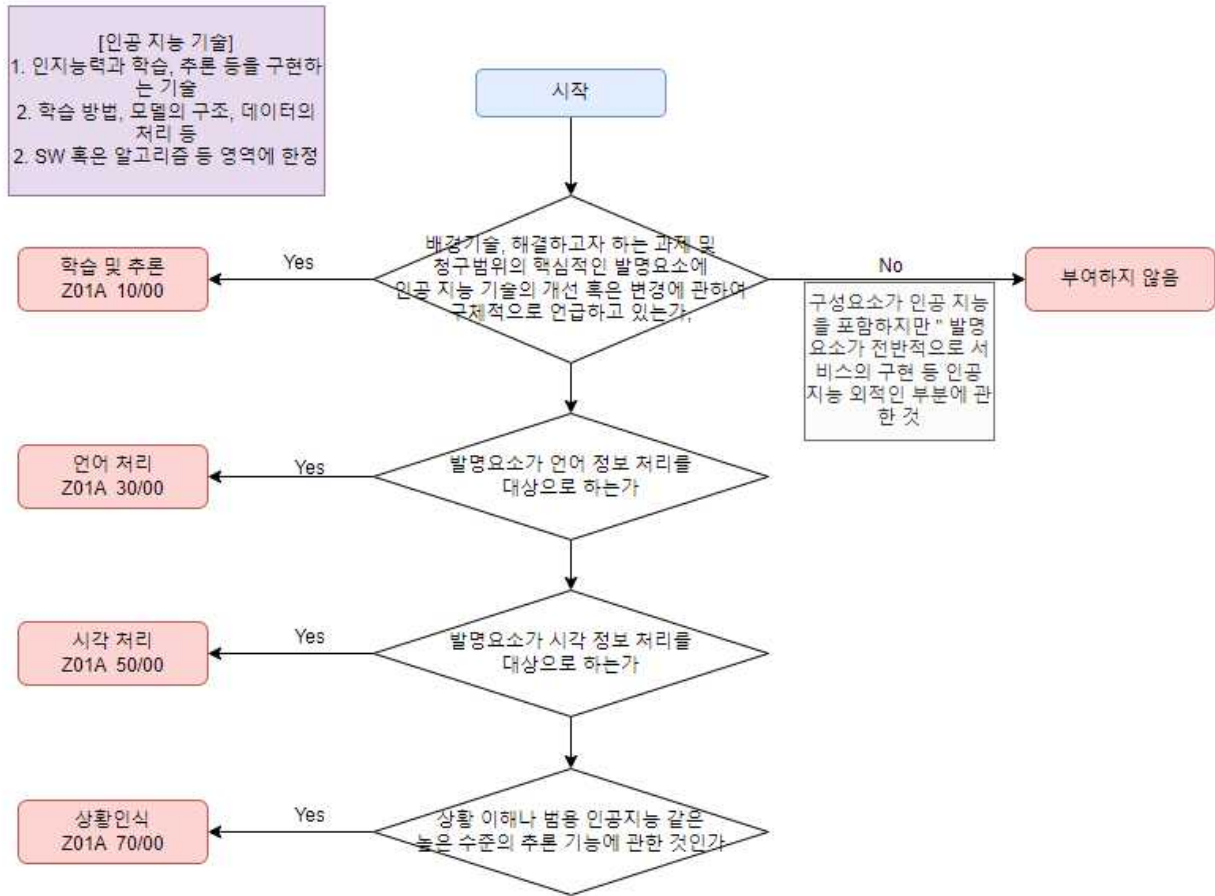 [인공 지능 기술]
1. 인지능력과 학습, 추론 등을 구현하
는 기술
2. 학습 방법, 모델의 구조, 데이터의
처리 등
2. SW 혹은 알고리즘 등 영역에 한정
시작
배경기술, 해결하고자 하는 과제 및
청구범위의 핵심적인 발명요소에
인공 지능 기술의 개선 혹은 변경에 관하여
구체적으로 언급하고 있는가,
Yes
학습 및 추론
Z01A 10/00
No
부여하지 않음
구성요소가 인공 지능
을 포함하지만 " 발명
요소가 전반적으로 서
비스의 구현 등 인공
지능 외적인 부분에 관
한 것
발명요소가 언어 정보 처리를
대상으로 하는가
Yes
언어 처리
Z01A 30/00
발명요소가 시각 정보 처리를
대상으로 하는가
Yes
시각 처리
Z01A 50/00
상황 이해나 범용 인공지능 같은
높은 수준의 추론 기능에 관한 것인가
Yes
상황인식
Z01A 70/00